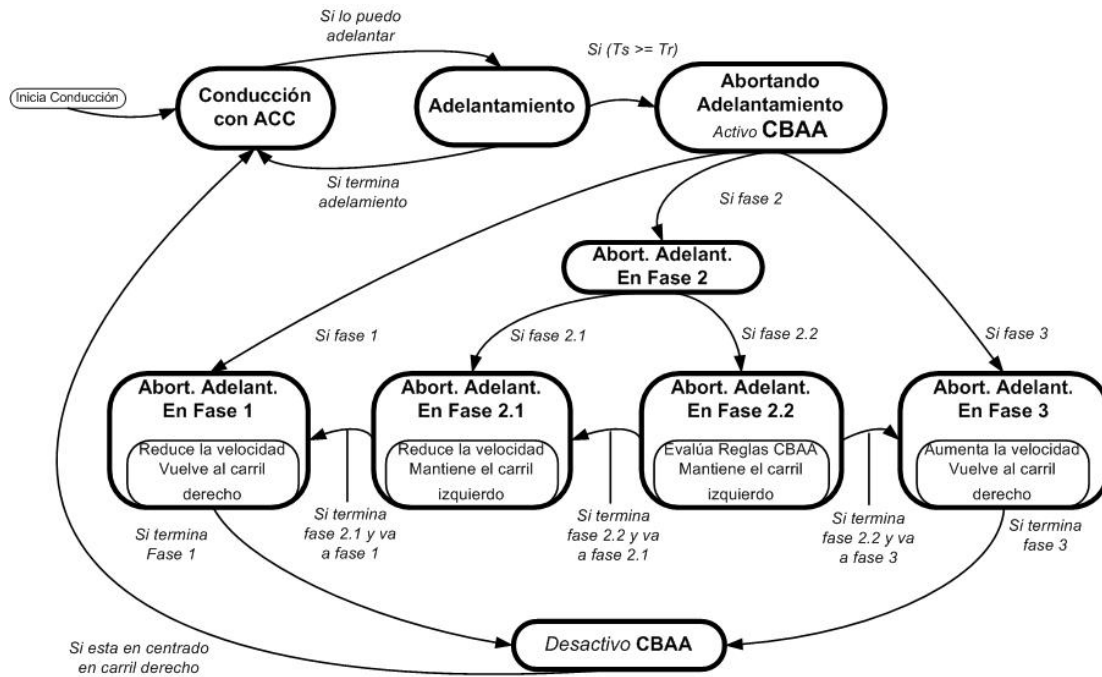 Si lo puedo
adelantar
Si (Ts >= Tr)
Inicia Conducción
Conducción
con ACC
Adelantamiento
Abortando
Adelantamiento
Activo CBAA
Si termina
adelamiento
Si fase 2
Abort. Adelant.
En Fase 2
Si fase 1
Si fase 2.1
Si fase 2.2
Si fase 3
Abort. Adelant.
En Fase 1
Reduce la velocidad
Vuelve al carril
derecho
Abort. Adelant.
En Fase 2.1
Reduce la velocidad
Mantiene el carril
izquierdo
Abort. Adelant.
En Fase 2.2
Evalúa Reglas CBAA
Mantiene el carril
izquierdo
Abort. Adelant.
En Fase 3
Aumenta la velocidad
Vuelve al carril
derecho
Si termina
Fase 1
Si termina
fase 2.1 y va
a fase 1
Si termina
fase 2.2 y va
a fase 2.1
Si termina
fase 2.2 y va
a fase 3
Si termina
fase 3
Desactivo CBAA
Si esta en centrado
en carril derecho